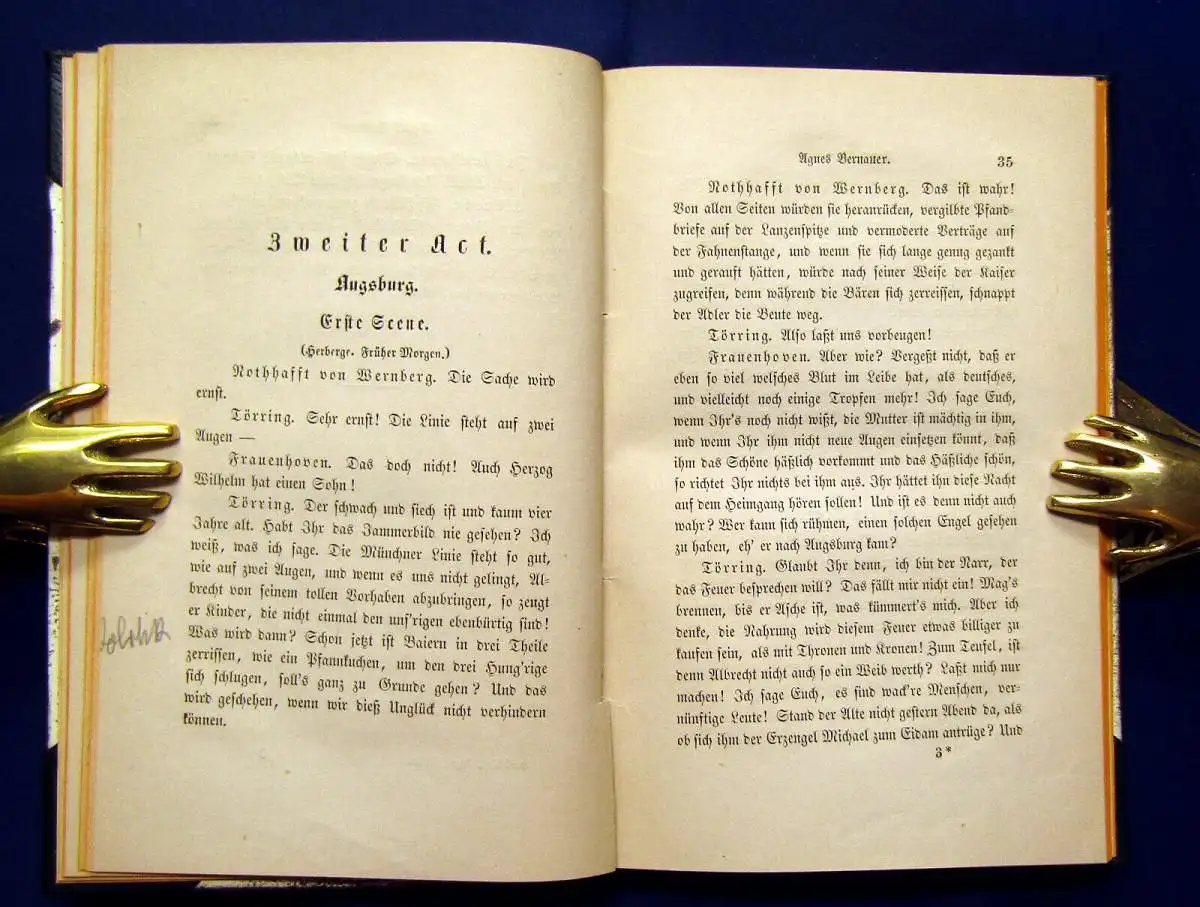 Zweiter Act.
Augsburg.
Erste Scene.
(Herberge. Früher Morgen.)
Nothhafft von Wernberg. Die Sache wird
ernst.
Törring. Sehr ernst! Die Linie steht auf zwei
Augen —
Frauenhoven. Das doch nicht! Auch Herzog
Wilhelm hat einen Sohn!
Törring. Der schwach und siech ist und kaum vier
Jahre alt. Habt Ihr das Jammerbild nie gesehen? Ich
weiß, was ich sage. Die Münchner Linie steht so gut,
wie auf zwei Augen, und wenn es uns nicht gelingt, Al-
brecht von seinem tollen Vorhaben abzubringen, so zeugt
er Kinder, die nicht einmal den uns'rigen ebenbürtig sind!
Was wird dann? Schon jetzt ist Baiern in drei Theile
zerrissen, wie ein Pfannkuchen, um den drei Hung'rige
sich schlugen, soll's ganz zu Grunde gehen? Und das
wird geschehen, wenn wir dieß Unglück nicht verhindern
können.
Agnes Bernauer. 35
Nothhafft von Wernberg. Das ist wahr!
Von allen Seiten würden sie heranrücken, vergilbte Pfand-
briefe auf der Lanzenspitze und vermoderte Verträge auf
der Fahnenstange, und wenn sie sich lange genug gezankt
und gerauft hätten, würde nach seiner Weise der Kaiser
zugreifen, denn während die Bären sich zerreissen, schnappt
der Adler die Beute weg.
Törring. Also laßt uns vorbeugen!
Frauenhoven. Aber wie? Vergeßt nicht, daß er
eben so viel welsches Blut im Leibe hat, als deutsches,
und vielleicht noch einige Tropfen mehr! Ich sage Euch,
wenn Ihr's noch nicht wißt, die Mutter ist mächtig in ihm,
und wenn Ihr ihm nicht neue Augen einsetzen könnt, daß
ihm das Schöne häßlich vorkommt und das Häßliche schön,
so richtet Ihr nichts bei ihm aus. Ihr hättet ihn diese Nacht
auf dem Heimgang hören sollen! Und ist es denn nicht auch
wahr? Wer kann sich rühmen, einen solchen Engel gesehen
zu haben, eh' er nach Augsburg kam?
Törring. Glaubt Ihr denn, ich bin der Narr, der
das Feuer besprechen will? Das fällt mir nicht ein! Mag's
brennen, bis er Asche ist, was kümmert's mich. Aber ich
denke, die Nahrung wird diesem Feuer etwas billiger zu
kaufen sein, als mit Thronen und Kronen! Zum Teufel, ist
denn Albrecht nicht auch so ein Weib werth? Laßt mich nur
machen! Ich sage Euch, es sind wack're Menschen, ver-
nünftige Leute! Stand der Alte nicht gestern Abend da, als
ob sich ihm der Erzengel Michael zum Eidam antrüge? Und
3*